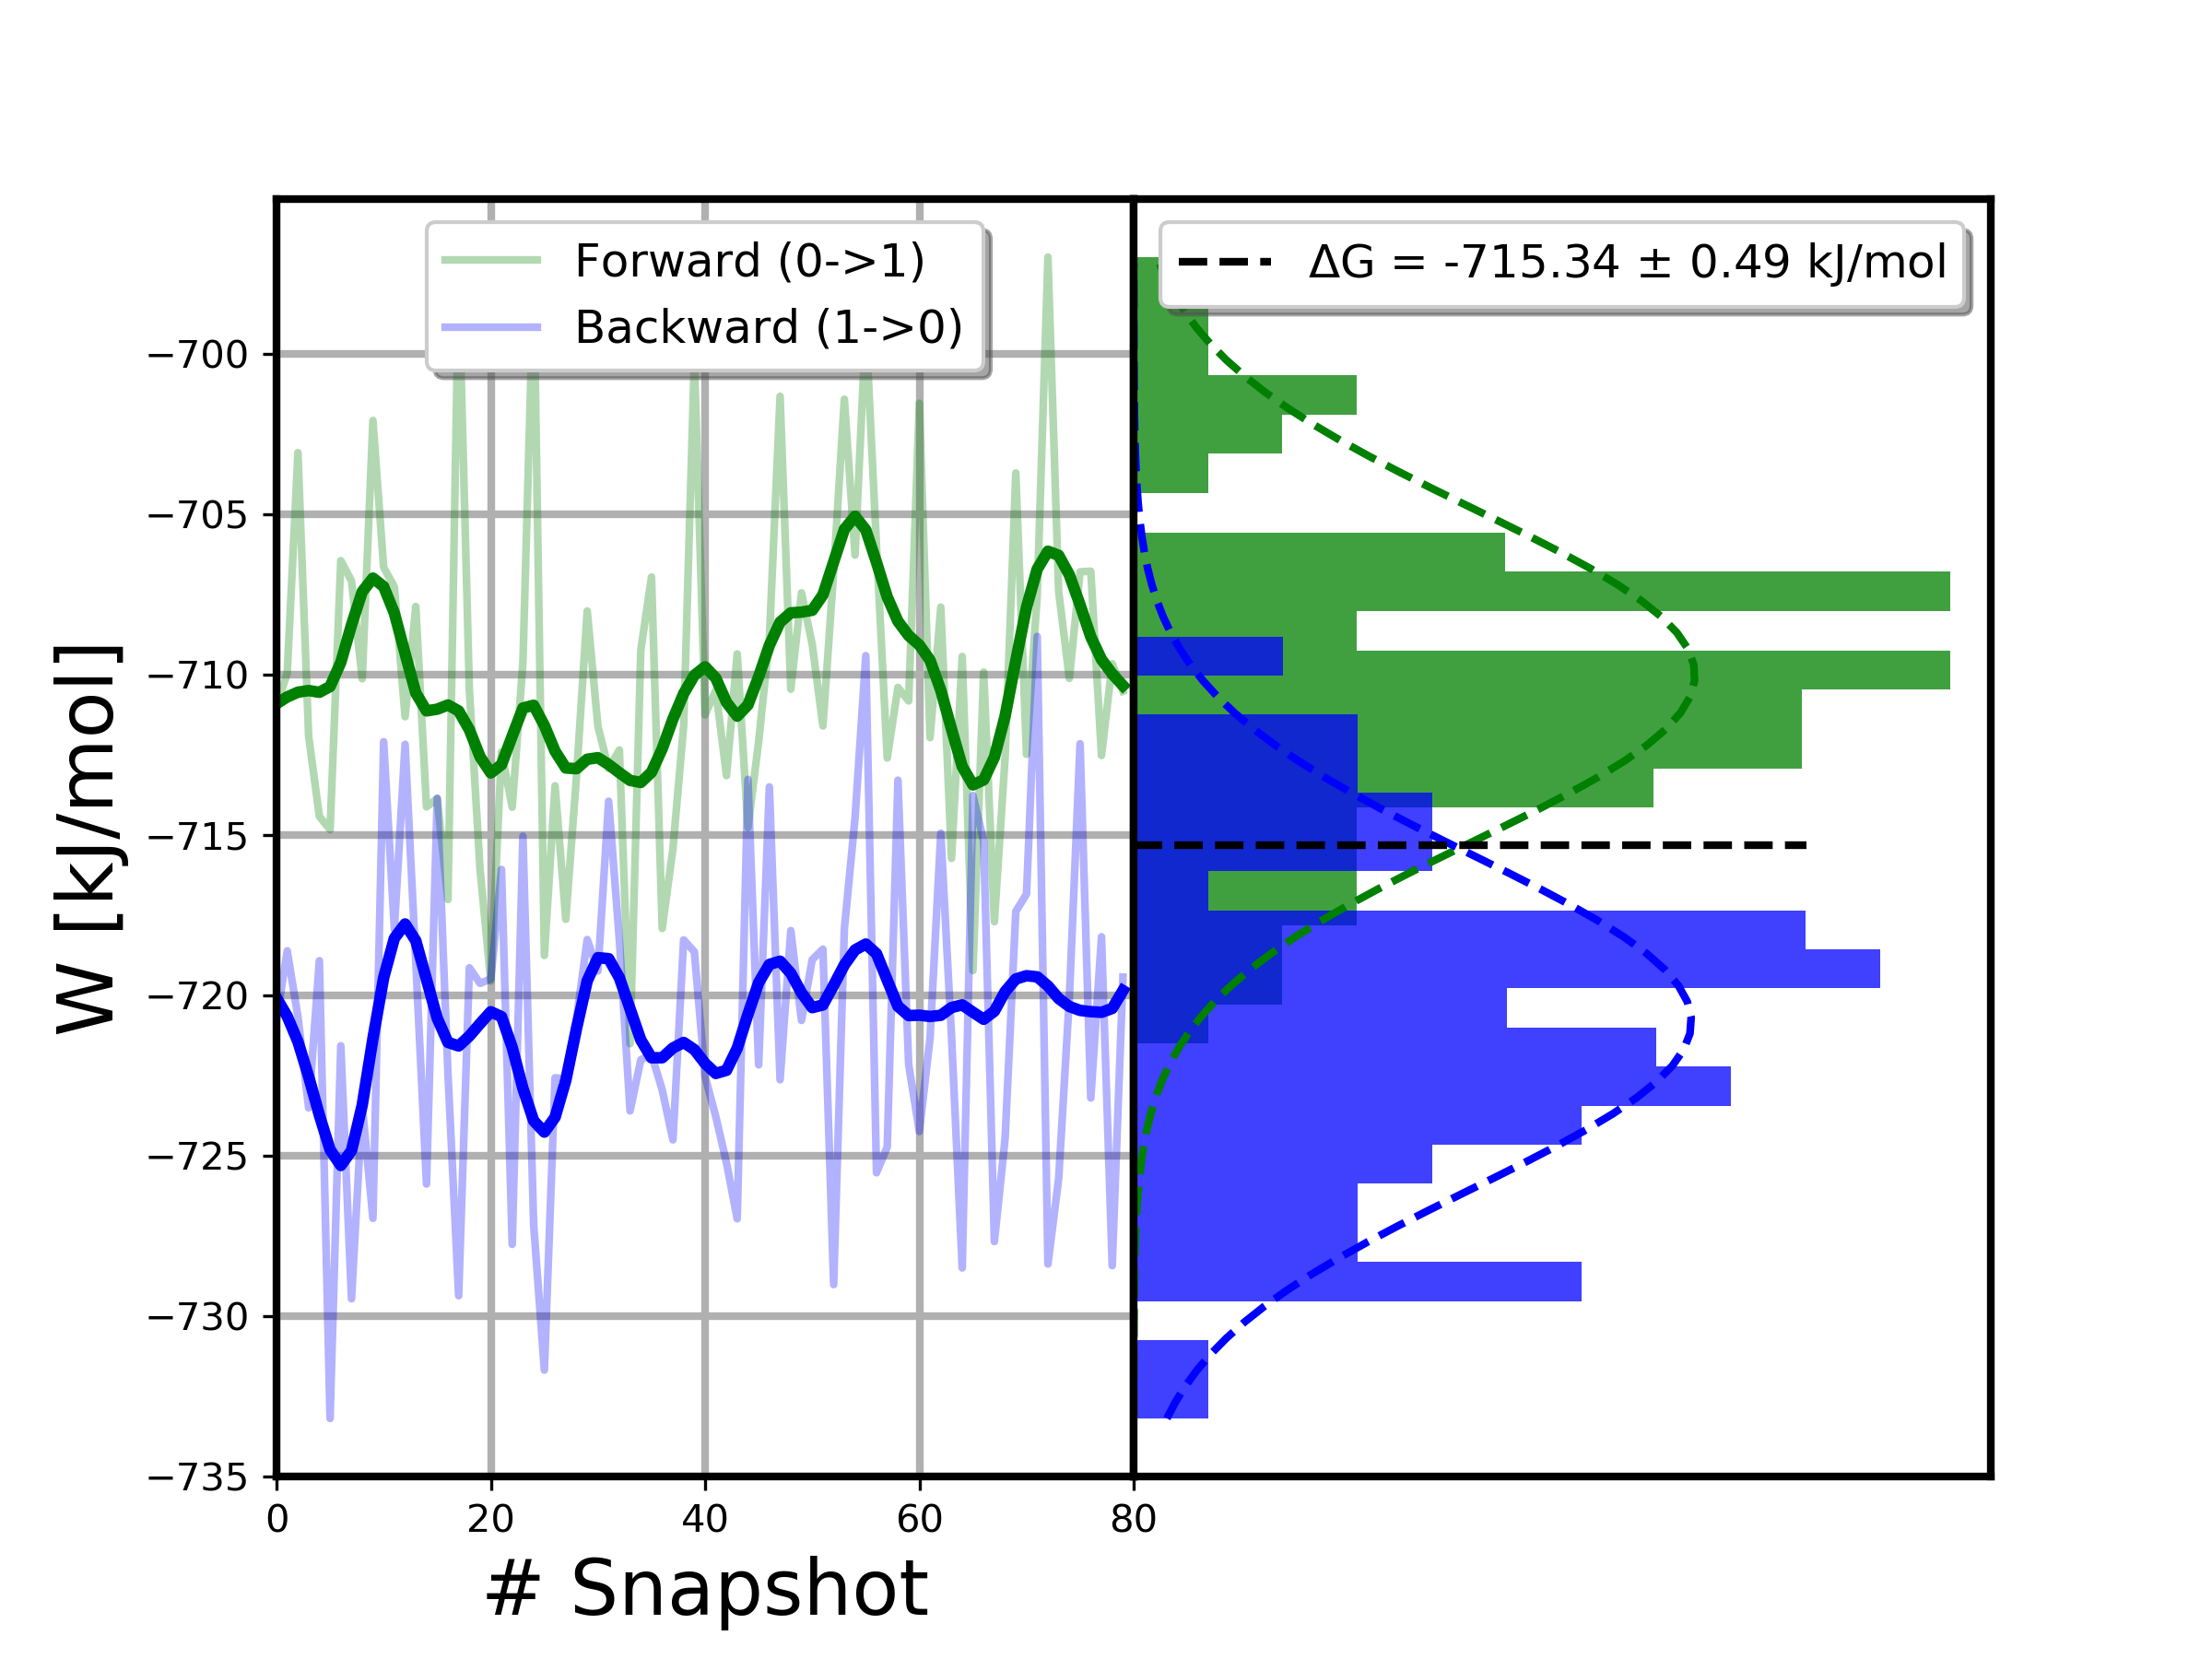 Forward (0->1)
Backward (1->0)
ΔG = -715.34 ± 0.49 kJ/mol
W [kJ/mol]
−700
−705
−710
−715
−720
−725
−730
−735
0 20 40 60 80
# Snapshot